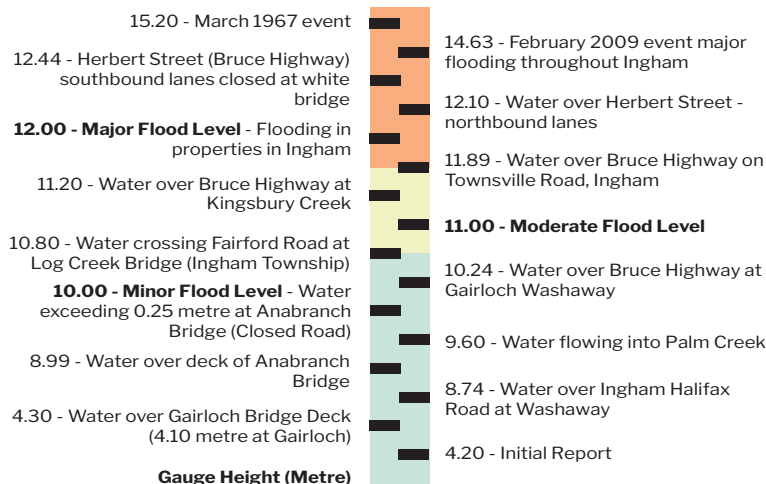 15.20 - March 1967 event
14.63 - February 2009 event major
flooding throughout Ingham
12.44 - Herbert Street (Bruce Highway)
southbound lanes closed at white
bridge
12.10 - Water over Herbert Street -
northbound lanes
12.00 - Major Flood Level - Flooding in
properties in Ingham
11.89 - Water over Bruce Highway on
Townsville Road, Ingham
11.20 - Water over Bruce Highway at
Kingsbury Creek
11.00 - Moderate Flood Level
10.80 - Water crossing Fairford Road at
Log Creek Bridge (Ingham Township)
10.24 - Water over Bruce Highway at
Gairloch Washaway
10.00 - Minor Flood Level - Water
exceeding 0.25 metre at Anabranch
Bridge (Closed Road)
9.60 - Water flowing into Palm Creek
8.99 - Water over deck of Anabranch
Bridge
8.74 - Water over Ingham Halifax
Road at Washaway
4.30 - Water over Gairloch Bridge Deck
(4.10 metre at Gairloch)
4.20 - Initial Report
Gauge Height (Metre)